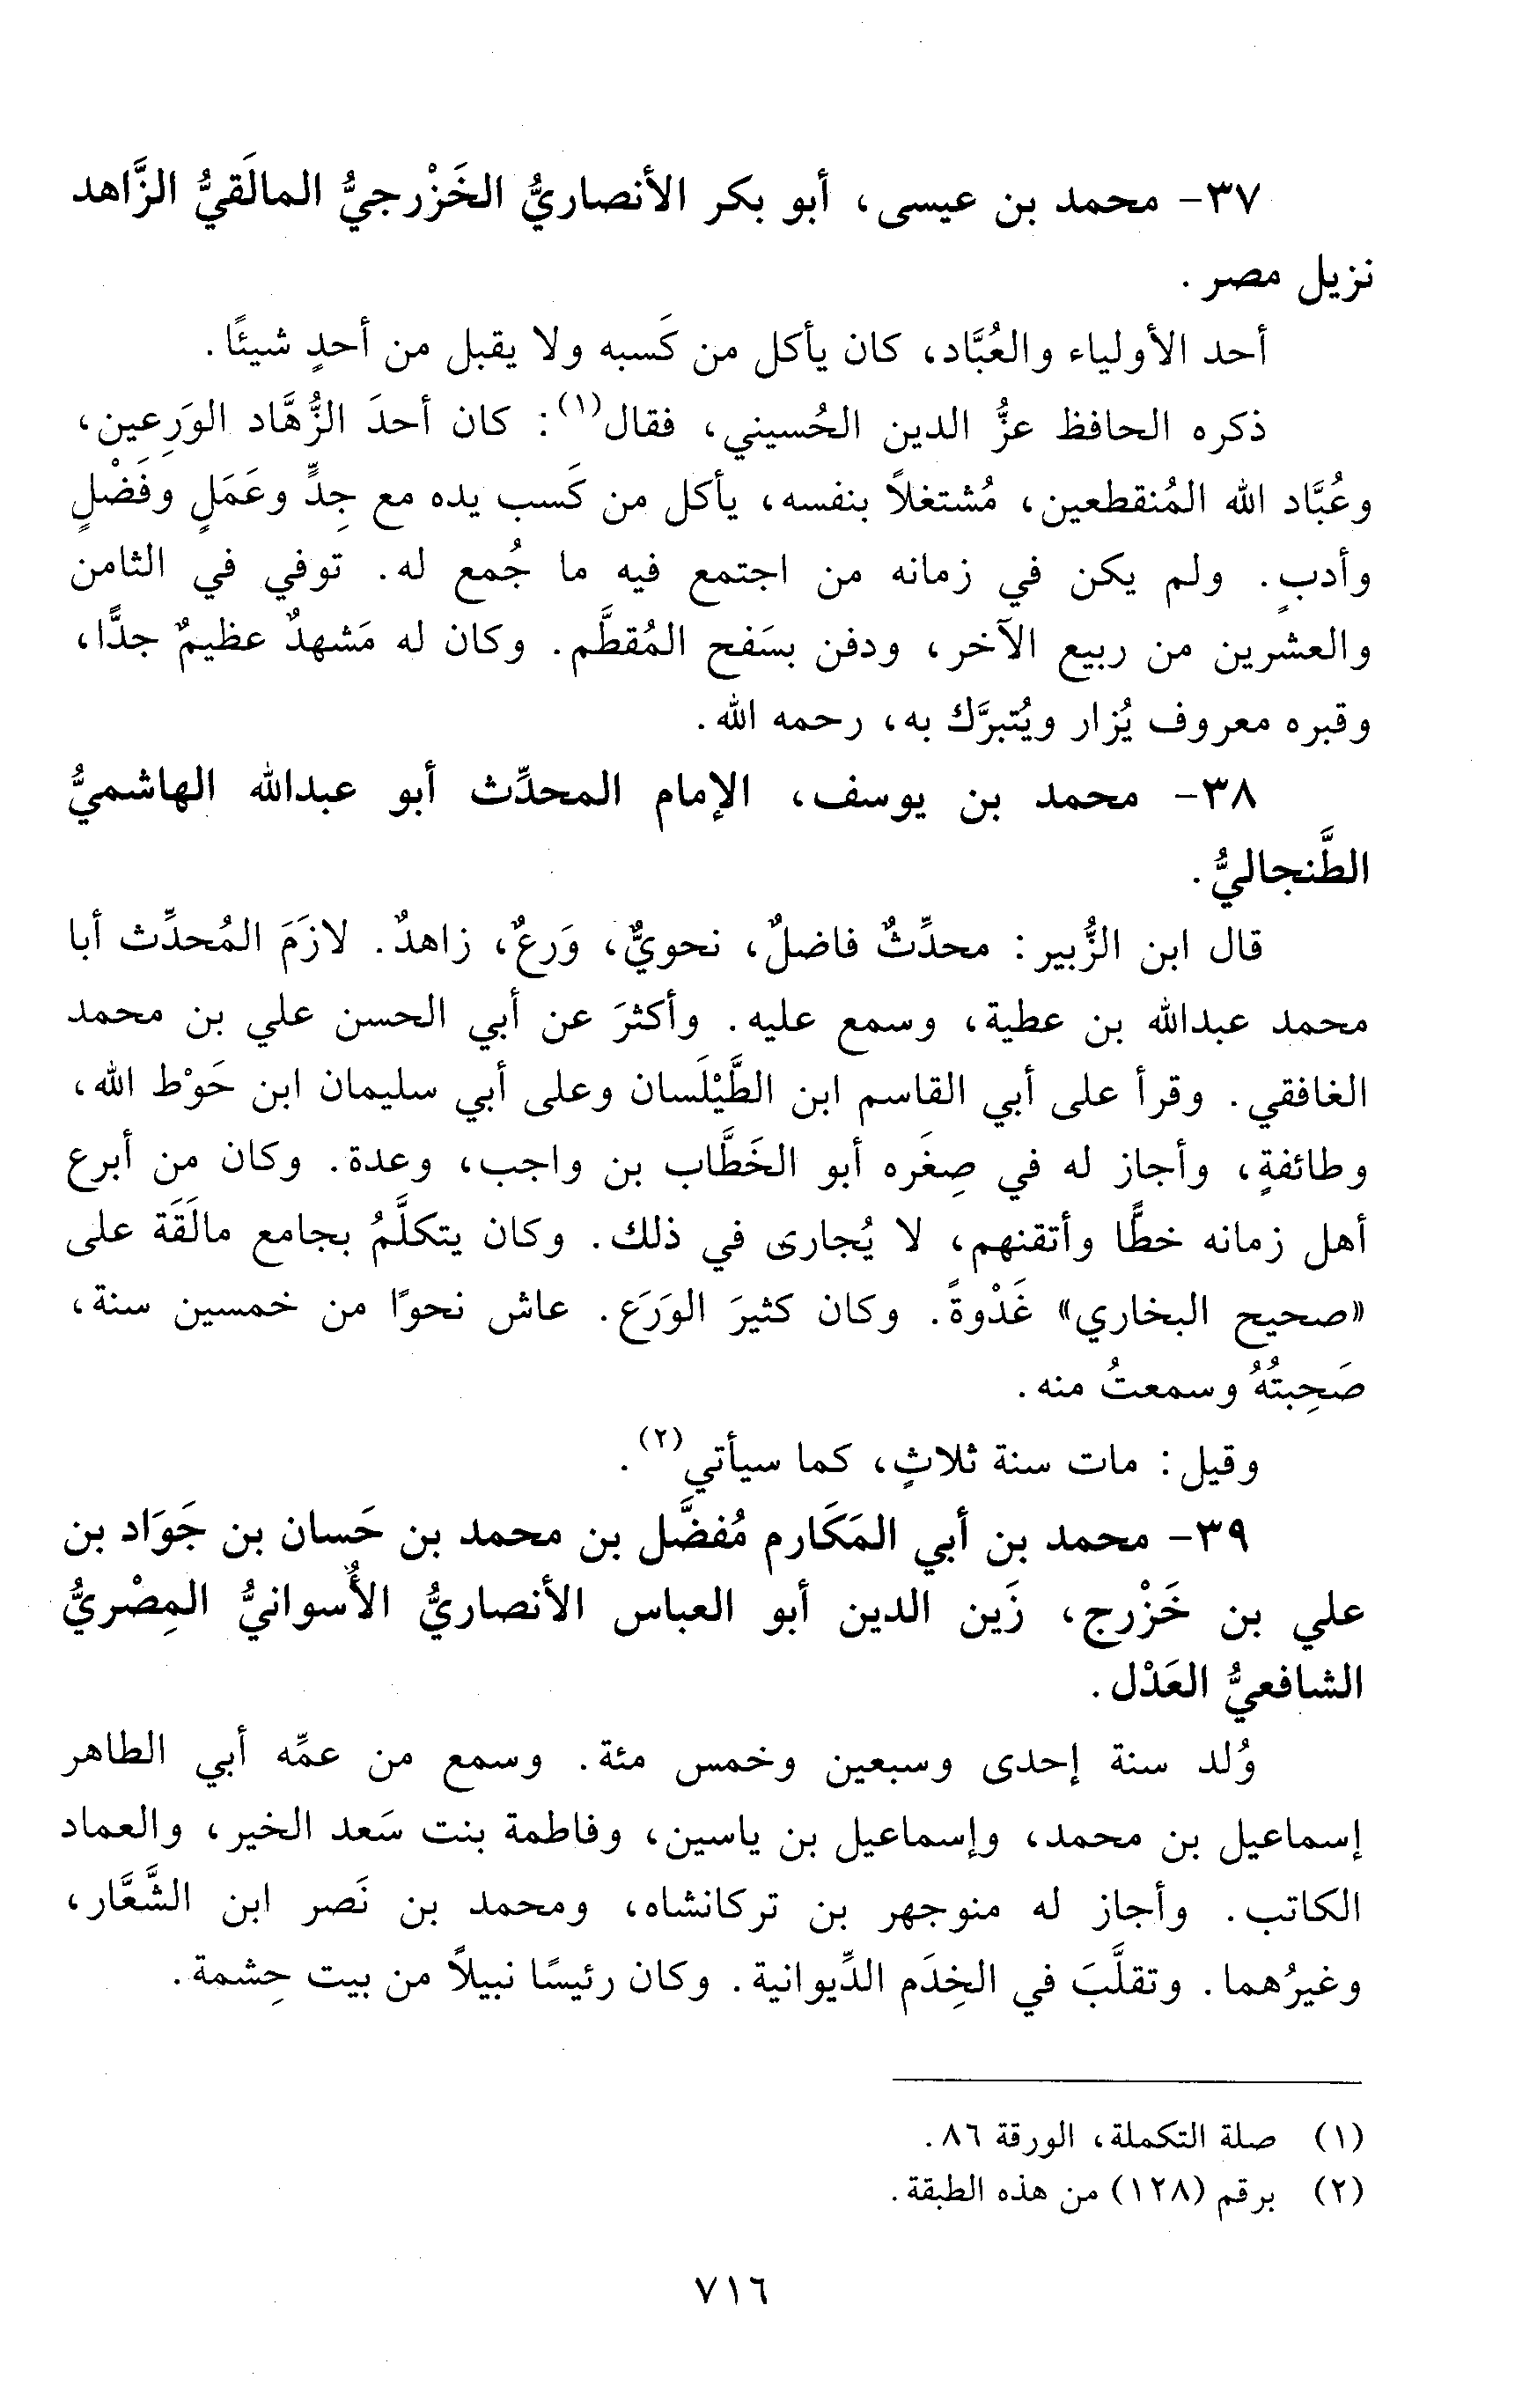 ٣٧- محمد بن عيسى، أبو بكر الأنصاريُّ الخَزْرجيُّ المالَقيُّ الزَّاهد
نزيل مصر.
أحد الأولياء والعُبَّاد، كان يأكل من كَسبه ولا يقبل من أحدٍ شيئًا.
ذكره الحافظ عزُّ الدين الحُسيني، فقال(١): كان أحدَ الزُّهَّاد الوَرِعين،
وعُبَّاد الله المُنقطعين، مُشتغلاً بنفسه، يأكل من كَسب يده مع جِدٍّ وعَمَلٍ وفَضْلٍ
وأدبٍ. ولم يكن في زمانه من اجتمع فيه ما جُمع له. توفي في الثامن
والعشرين من ربيع الآخر، ودفن بسَفح المُقطَّم. وكان له مَشهدٌ عظيمٌ جدًّا،
وقبره معروف يُزار ويُتبرَّك به، رحمه الله.
٣٨- محمد بن يوسف، الإمام المحدِّث أبو عبدالله الهاشميُّ
الطَّنجاليُّ.
قال ابن الزُّبير: محدِّثٌ فاضلٌ، نحويٌّ، وَرعٌ، زاهدٌ. لازَمَ المُحدِّث أبا
محمد عبدالله بن عطية، وسمع عليه. وأكثرَ عن أبي الحسن علي بن محمد
الغافقي. وقرأ على أبي القاسم ابن الطَّيْلَسان وعلى أبي سليمان ابن حَوْط الله،
وطائفةٍ، وأجاز له في صِغَره أبو الخَطَّاب بن واجب، وعدة. وكان من أبرع
أهل زمانه خطًّا وأتقنهم، لا يُجارى في ذلك. وكان يتكلَّمُ بجامع مالَقَة على
«صحيح البخاري» غَدْوةً. وكان كثيرَ الوَرَع. عاش نحوًا من خمسين سنة،
صَحِبتُهُ وسمعتُ منه.
وقيل: مات سنة ثلاثٍ، كما سيأتي(٢).
٣٩- محمد بن أبي المَكَارم مُفضَّل بن محمد بن حَسان بن جَوَاد بن
علي بن خَزْرج، زَين الدين أبو العباس الأنصاريُّ الأُسوانيُّ المِصْريُّ
الشافعيُّ العَدْل.
وُلد سنة إحدى وسبعين وخمس مئة. وسمع من عمِّه أبي الطاهر
إسماعيل بن محمد، وإسماعيل بن ياسين، وفاطمة بنت سَعد الخير، والعماد
الكاتب. وأجاز له منوجهر بن تركانشاه، ومحمد بن نَصر ابن الشَّعَّار،
وغيرُهما. وتقلَّبَ في الخِدَم الدِّيوانية. وكان رئيسًا نبيلاً من بيت حِشمة.
(١) صلة التكملة، الورقة ٨٦.
(٢) برقم (١٢٨) من هذه الطبقة.
٧١٦